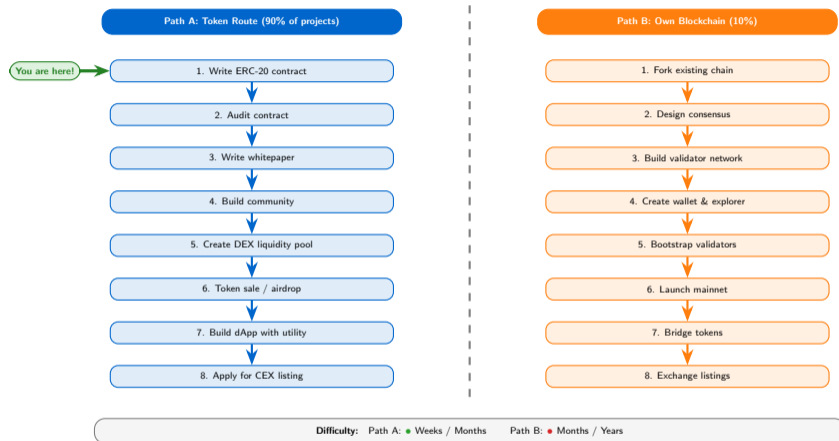 Path A: Token Route (90% of projects)
You are here!
1. Write ERC-20 contract
2. Audit contract
3. Write whitepaper
4. Build community
5. Create DEX liquidity pool
6. Token sale / airdrop
7. Build dApp with utility
8. Apply for CEX listing
Path B: Own Blockchain (10%)
1. Fork existing chain
2. Design consensus
3. Build validator network
4. Create wallet & explorer
5. Bootstrap validators
6. Launch mainnet
7. Bridge tokens
8. Exchange listings
Difficulty: Path A: ● Weeks / Months Path B: ● Months / Years